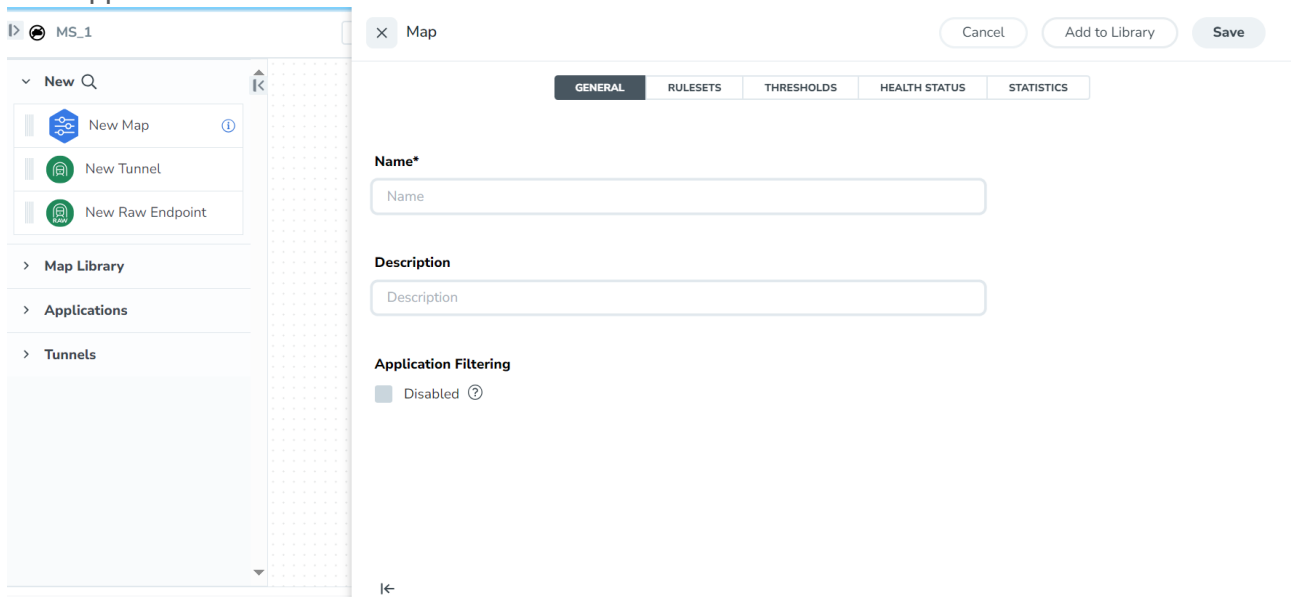 MS_1
Map
Cancel
Add to Library
Save
New
New Map
New Tunnel
RAW
New Raw Endpoint
Map Library
Applications
Tunnels
GENERAL
RULESETS
THRESHOLDS
HEALTH STATUS
STATISTICS
Name*
Name
Description
Description
Application Filtering
Disabled